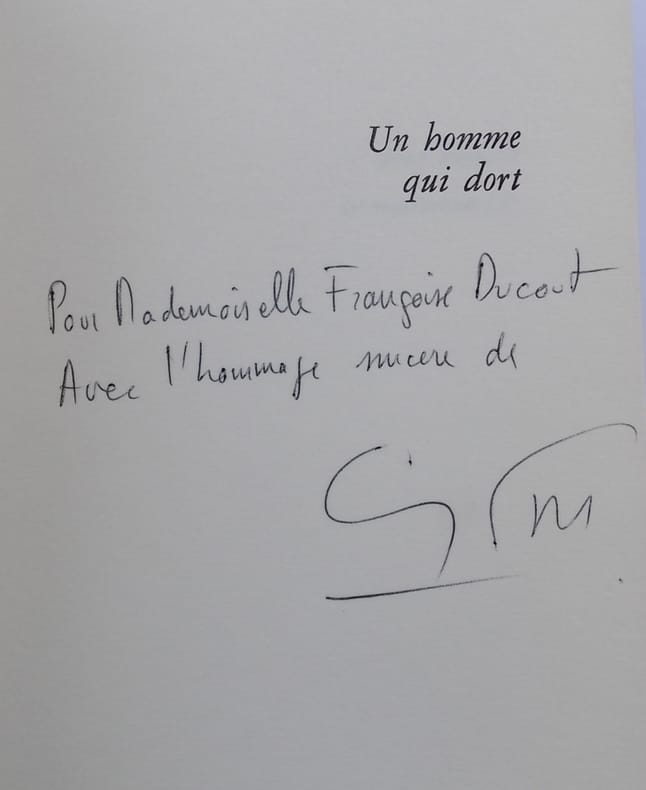 Un homme
qui dort
Pour Mademoiselle Françoise Ducout
Avec l'hommage sincere de